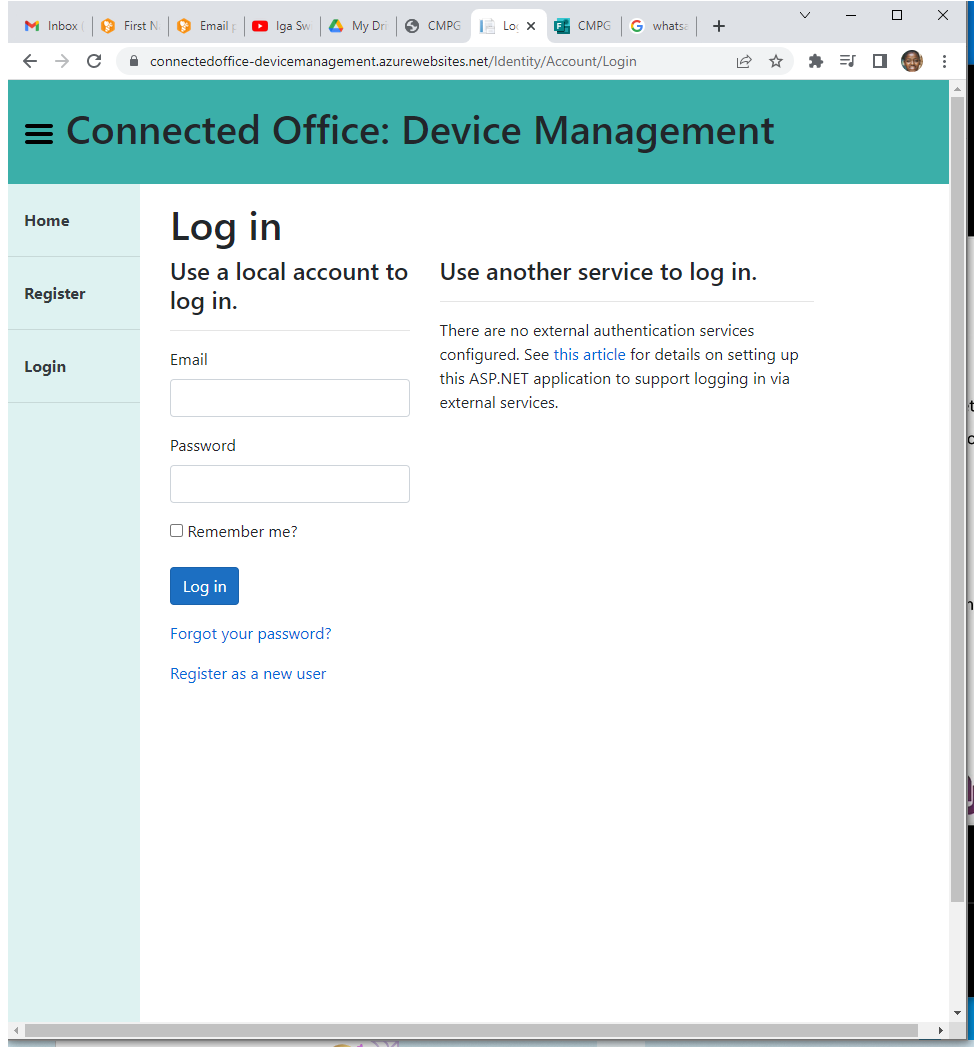 Inbox
First N
Email p
Iga Sw
My Dri
CMPG
Lo
CMPG
whatsa
connectedoffice-devicemanagement.azurewebsites.net/Identity/Account/Login
Connected Office: Device Management
Home
Register
Login
Log in
Use a local account to
log in.
Email
Password
Remember me?
Log in
Forgot your password?
Register as a new user
Use another service to log in.
There are no external authentication services
configured. See this article for details on setting up
this ASP.NET application to support logging in via
external services.